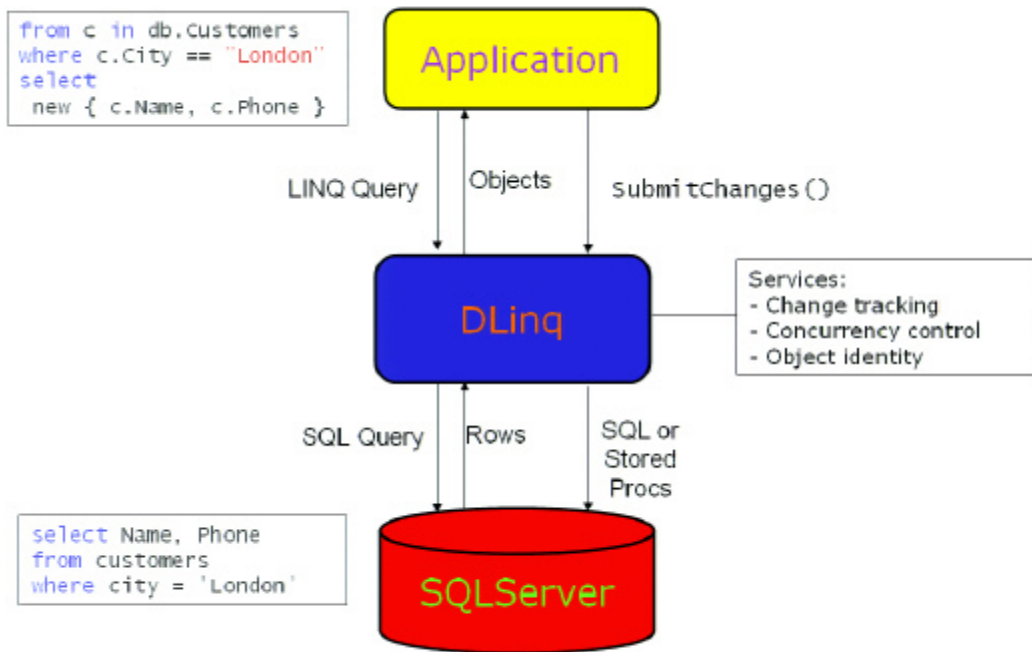 from c in db.Customers
where c.City == "London"
select
new { c.Name, c.Phone }
Application
LINQ Query
Objects
SubmitChanges()
DLinq
Services:
- Change tracking
- Concurrency control
- Object identity
SQL Query
Rows
SQL or
Stored
Procs
select Name, Phone
from customers
where city = 'London'
SQLServer